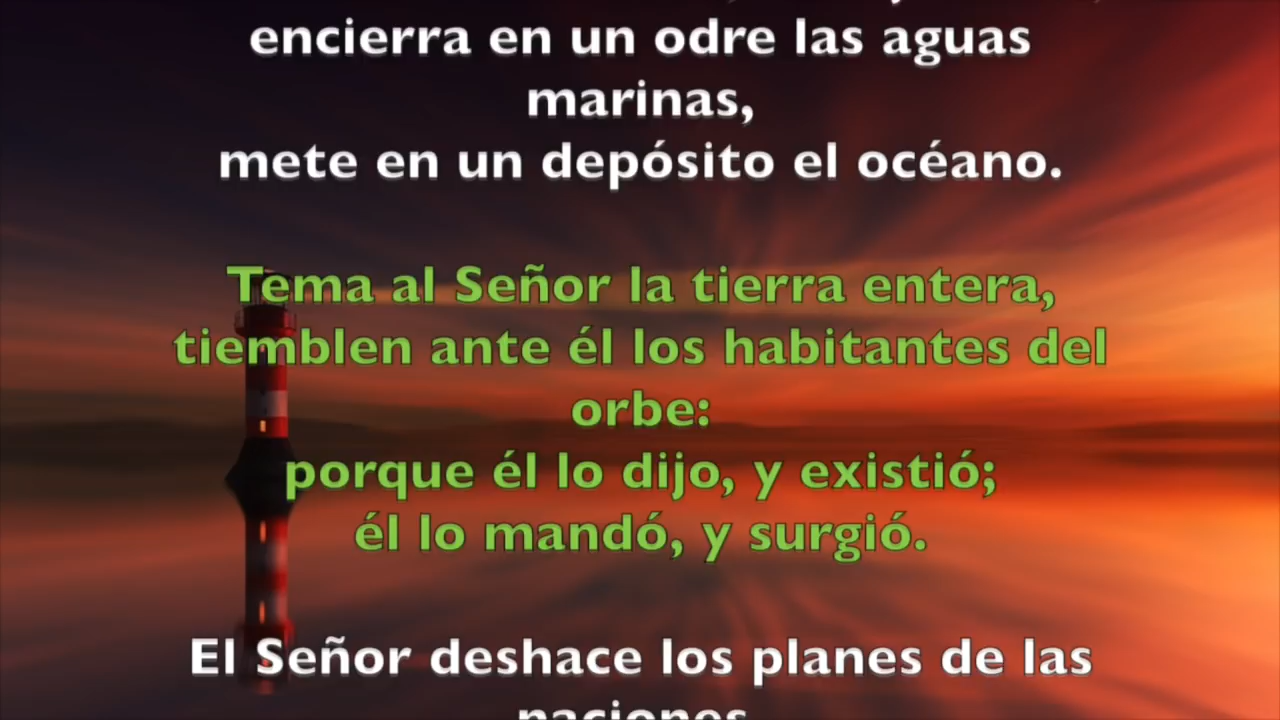 encierra en un odre las aguas
marinas,
mete en un depósito el océano.
Tema al Señor la tierra entera,
tiemblen ante él los habitantes del
orbe:
porque él lo dijo, y existió;
él lo mandó, y surgió.
El Señor deshace los planes de las
naciones